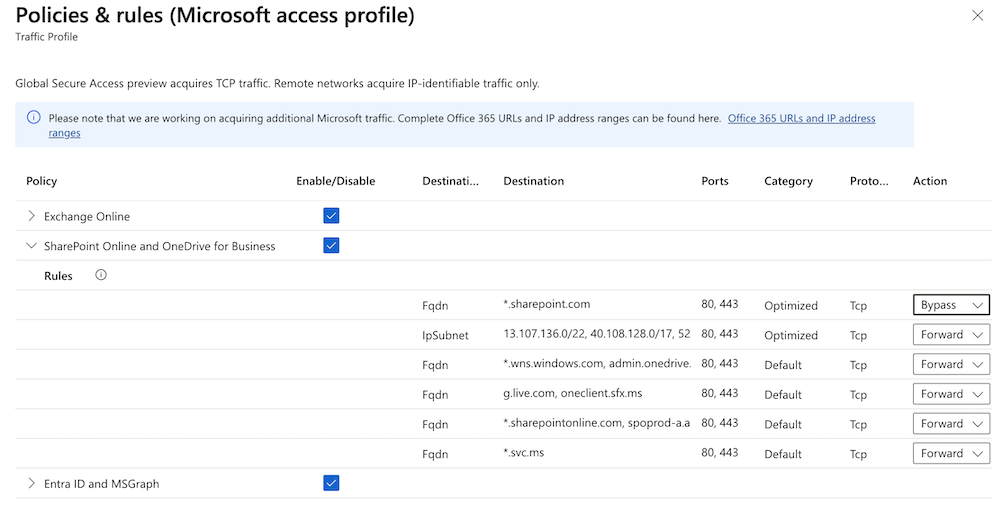 Policies & rules (Microsoft access profile)
Traffic Profile
Global Secure Access preview acquires TCP traffic. Remote networks acquire IP-identifiable traffic only.
Please note that we are working on acquiring additional Microsoft traffic. Complete Office 365 URLs and IP address ranges can be found here. Office 365 URLs and IP address
ranges
Policy Enable/Disable Destinati... Destination Ports Category Proto... Action
Exchange Online
SharePoint Online and OneDrive for Business
Rules
Fqdn *.sharepoint.com 80, 443 Optimized Tcp Bypass
IpSubnet 13.107.136.0/22, 40.108.128.0/17, 52 80, 443 Optimized Tcp Forward
Fqdn *.wns.windows.com, admin.onedrive. 80, 443 Default Tcp Forward
Fqdn g.live.com, oneclient.sfx.ms 80, 443 Default Tcp Forward
Fqdn *.sharepointonline.com, spoprod-a.a 80, 443 Default Tcp Forward
Fqdn *.svc.ms 80, 443 Default Tcp Forward
Entra ID and MSGraph